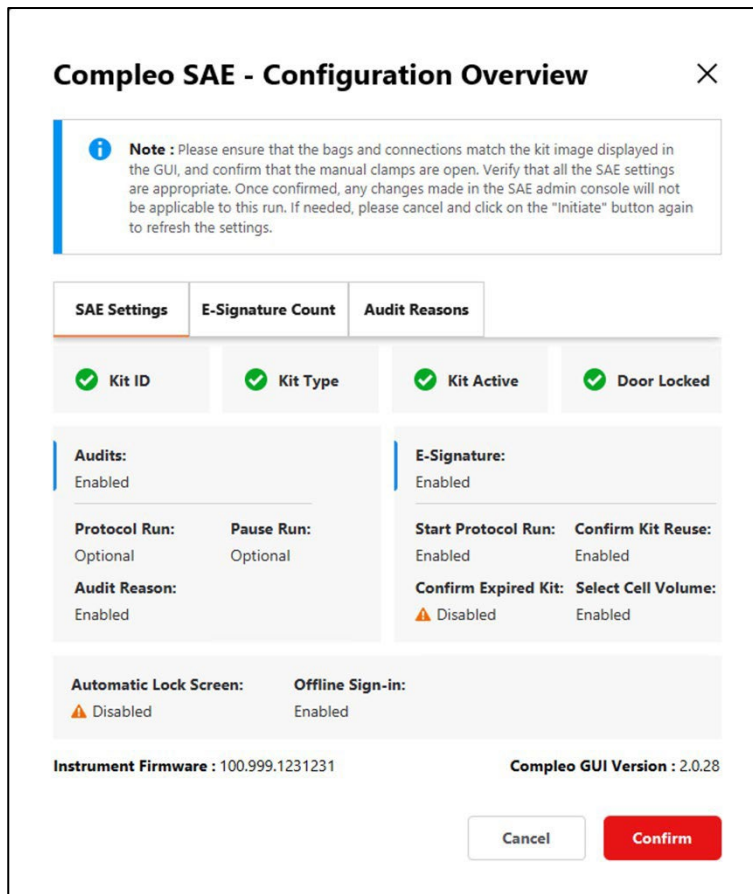 Compleo SAE - Configuration Overview
Note : Please ensure that the bags and connections match the kit image displayed in
the GUI, and confirm that the manual clamps are open. Verify that all the SAE settings
are appropriate. Once confirmed, any changes made in the SAE admin console will not
be applicable to this run. If needed, please cancel and click on the "Initiate" button again
to refresh the settings.
SAE Settings E-Signature Count Audit Reasons
Kit ID Kit Type Kit Active Door Locked
Audits:
Enabled
Protocol Run: Pause Run:
Optional Optional
Audit Reason:
Enabled
E-Signature:
Enabled
Start Protocol Run: Confirm Kit Reuse:
Enabled Enabled
Confirm Expired Kit: Select Cell Volume:
Disabled Enabled
Automatic Lock Screen: Offline Sign-in:
Disabled Enabled
Instrument Firmware : 100.999.1231231 Compleo GUI Version : 2.0.28
Cancel Confirm